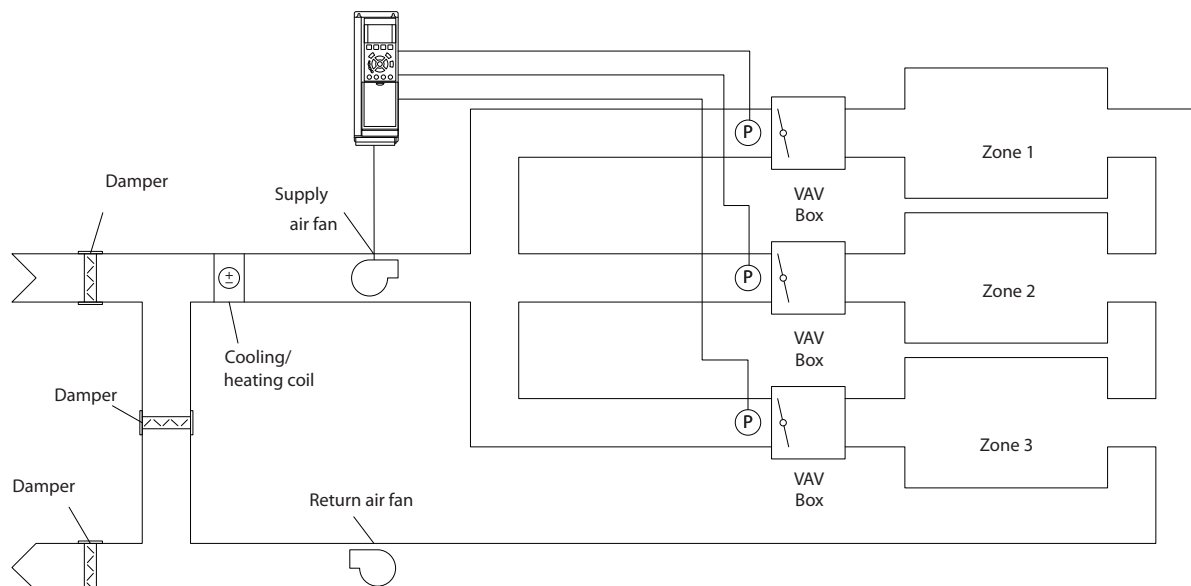 P
Zone 1
Damper
Supply
air fan
VAV
Box
P
Zone 2
±
VAV
Box
Cooling/
heating coil
Damper
P
Zone 3
Damper
VAV
Box
Return air fan